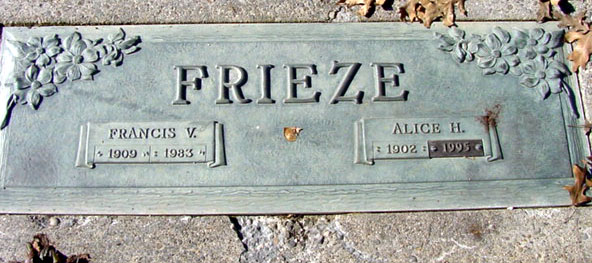 FRIEZE
FRANCIS V. ALICE H.
1909 1983 1902 1995